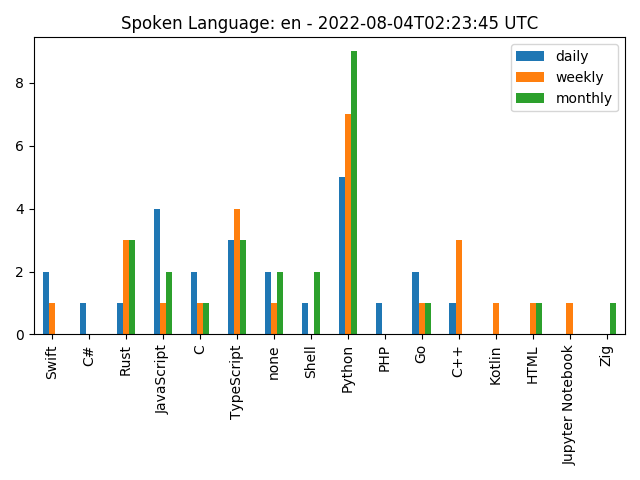 Spoken Language: en - 2022-08-04T02:23:45 UTC
daily
weekly
monthly
8
6
4
2
0
Swift
C#
Rust
JavaScript
C
TypeScript
none
Shell
Python
PHP
Go
C++
Kotlin
HTML
Jupyter Notebook
Zig